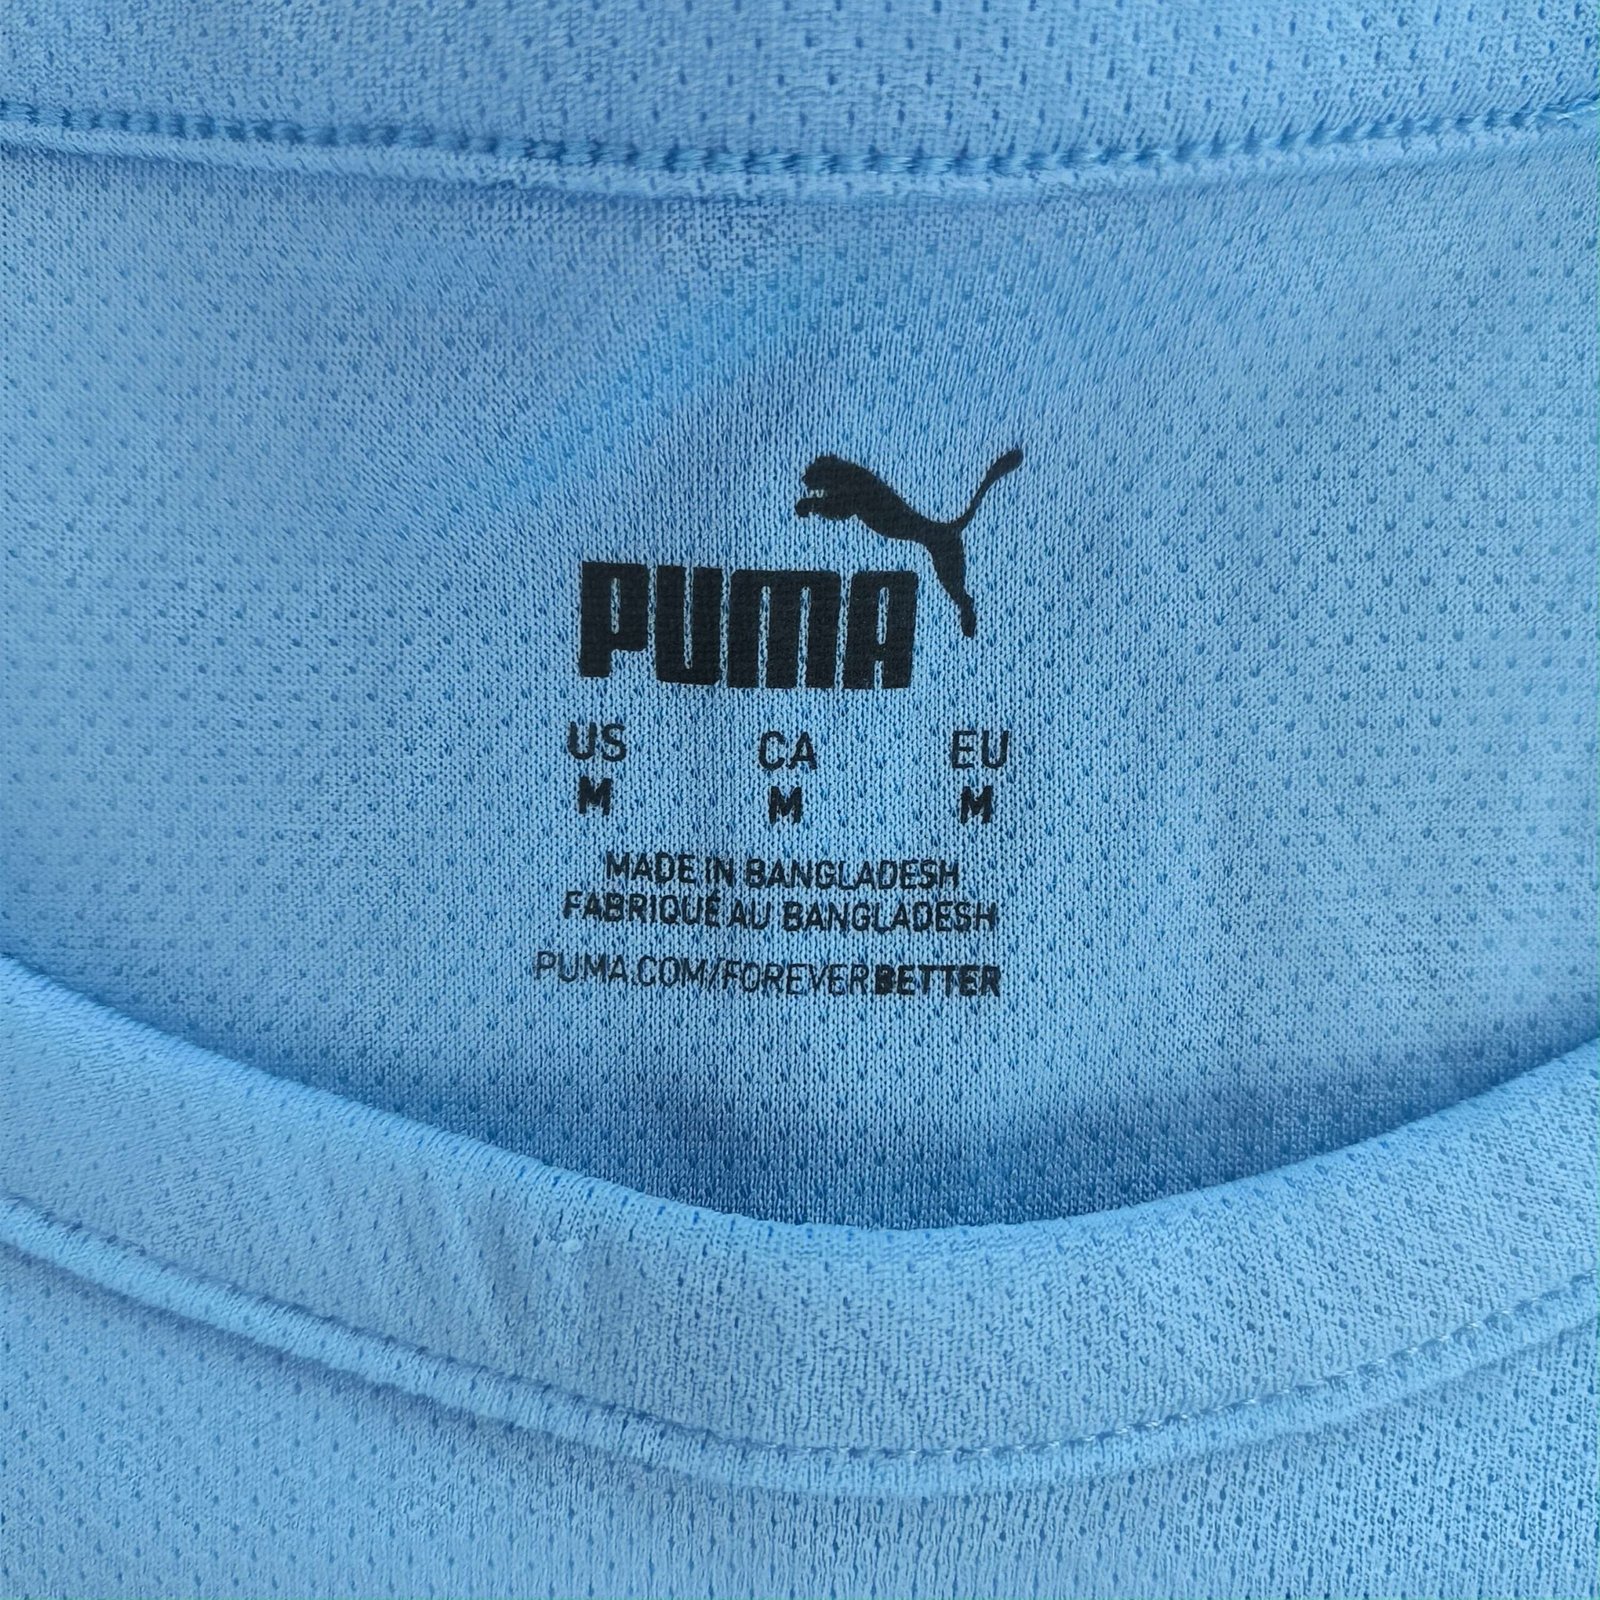 PUMA
US CA EU
M M M
MADE IN BANGLADESH
FABRIQUÉ AU BANGLADESH
PUMA.COM/FOREVERBETTER